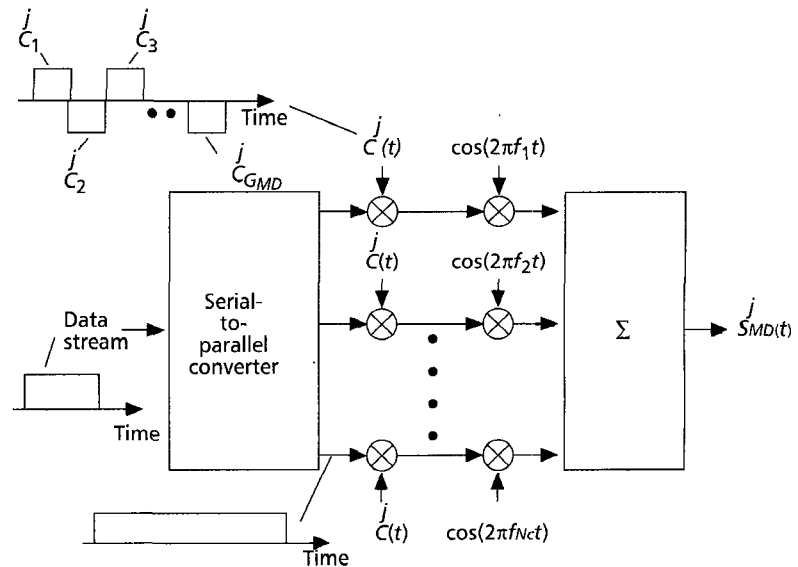 j
C1
j
C3
Time
j
C2
j
CGMD
j
C (t)
cos(2πf1t)
j
C(t)
cos(2πf2t)
Data
stream
Serial-
to-
parallel
converter
Σ
j
SMD(t)
Time
j
C(t)
cos(2πfNct)
Time